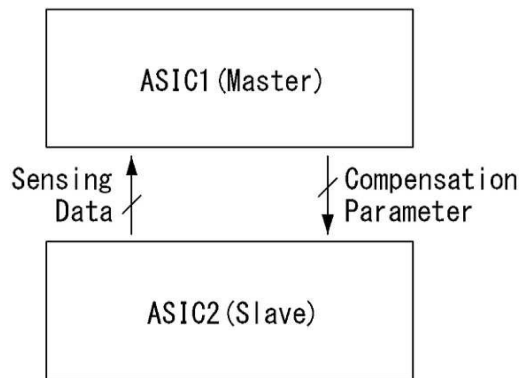 ASIC1(Master)
Sensing
Data
Compensation
Parameter
ASIC2(Slave)